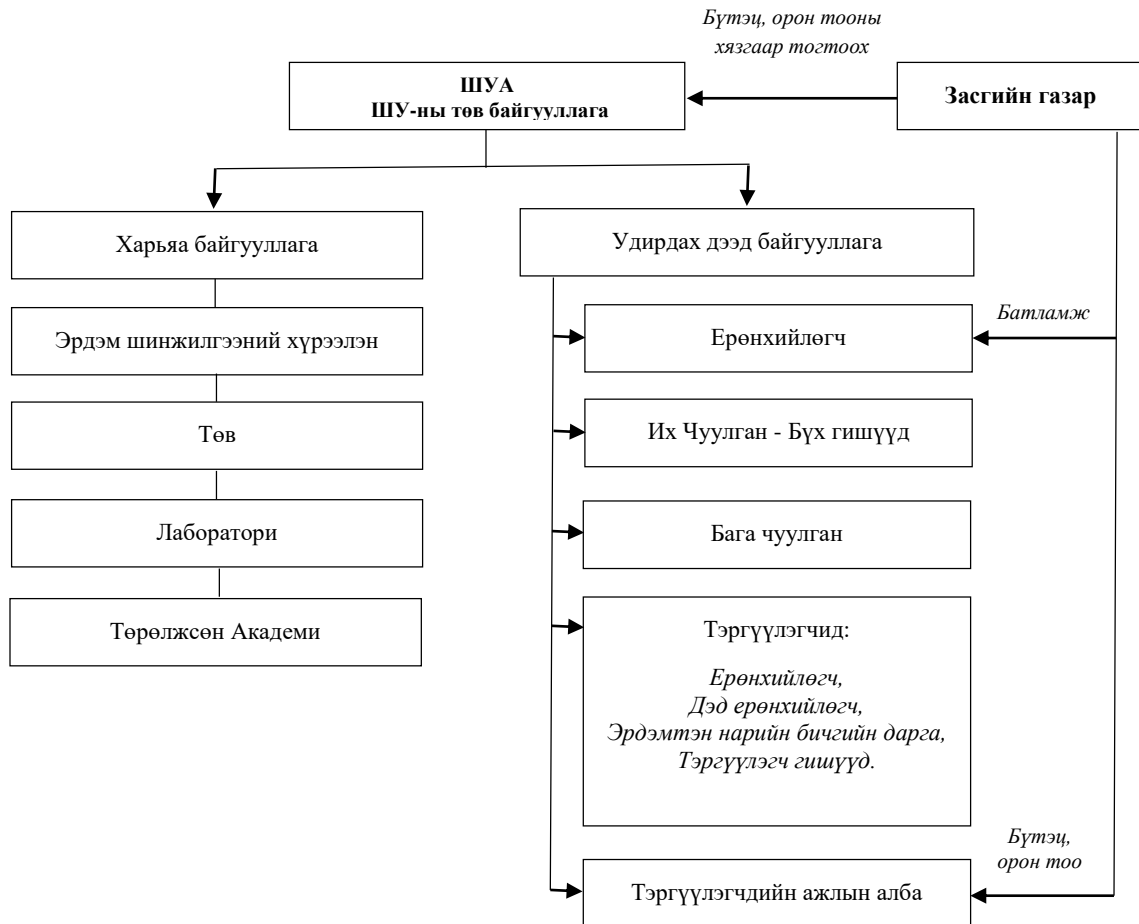 Бүтэц, орон тооны
хязгаар тогтоох
ШУА
ШУ-ны төв байгууллага
Засгийн газар
Харьяа байгууллага
Удирдах дээд байгууллага
Эрдэм шинжилгээний хүрээлэн
Ерөнхийлөгч
Батламж
Төв
Их Чуулган - Бүх гишүүд
Лаборатори
Бага чуулган
Төрөлжсөн Академи
Тэргүүлэгчид:
Ерөнхийлөгч,
Дэд ерөнхийлөгч,
Эрдэмтэн нарийн бичгийн дарга,
Тэргүүлэгч гишүүд.
Бүтэц,
орон тоо
Тэргүүлэгчдийн ажлын алба